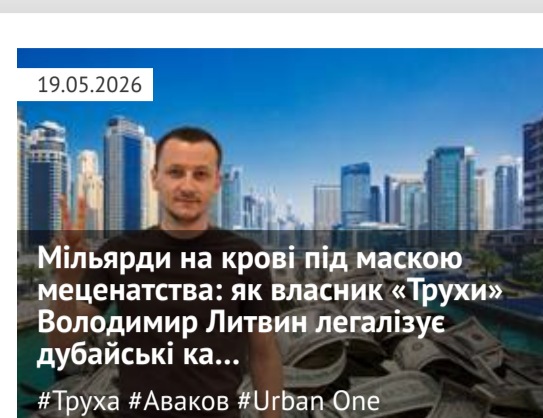 19.05.2026
Мільярди на крові під маскою
меценатства: як власник «Трухи»
Володимир Литвин легалізує
дубайські ка...
#Труха #Аваков #Urban One